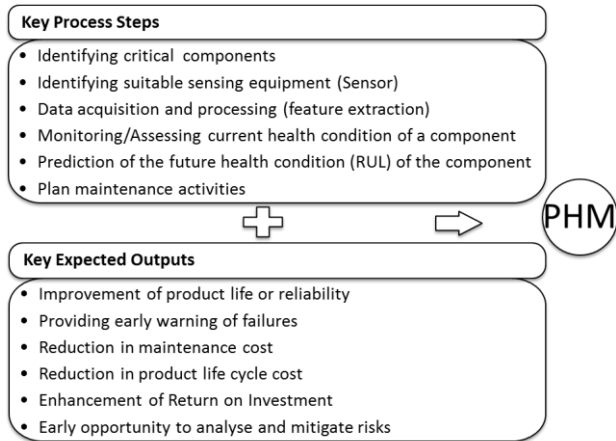 Key Process Steps
• Identifying critical components
• Identifying suitable sensing equipment (Sensor)
• Data acquisition and processing (feature extraction)
• Monitoring/Assessing current health condition of a component
• Prediction of the future health condition (RUL) of the component
• Plan maintenance activities
PHM
Key Expected Outputs
• Improvement of product life or reliability
• Providing early warning of failures
• Reduction in maintenance cost
• Reduction in product life cycle cost
• Enhancement of Return on Investment
• Early opportunity to analyse and mitigate risks